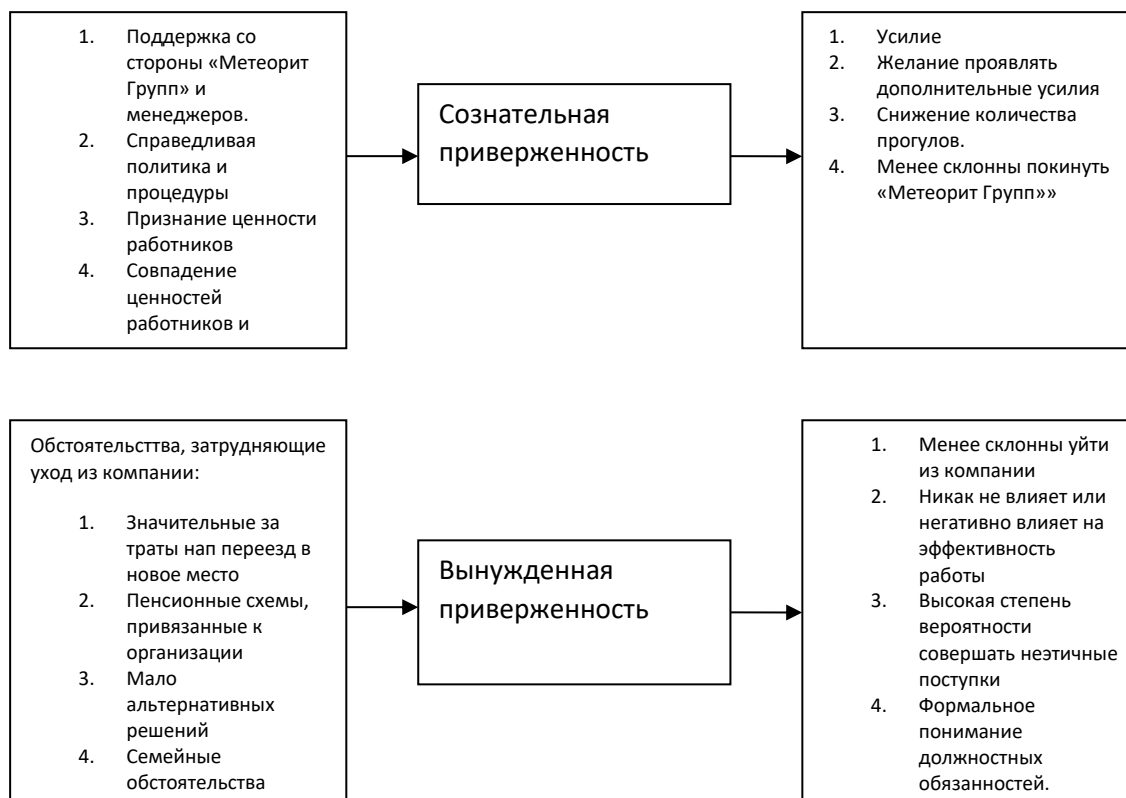 1. Поддержка со
стороны «Метеорит
Групп» и
менеджеров.
2. Справедливая
политика и
процедуры
3. Признание ценности
работников
4. Совпадение
ценностей
работников и
Сознательная
приверженность
1. Усилие
2. Желание проявлять
дополнительные усилия
3. Снижение количества
прогулов.
4. Менее склонны покинуть
«Метеорит Групп»»
Обстоятельсттва, затрудняющие
уход из компании:
1. Значительные за
траты нап переезд в
новое место
2. Пенсионные схемы,
привязанные к
организации
3. Мало
альтернативных
решений
4. Семейные
обстоятельства
Вынужденная
приверженность
1. Менее склонны уйти
из компании
2. Никак не влияет или
негативно влияет на
эффективность
работы
3. Высокая степень
вероятности
совершать неэтичные
поступки
4. Формальное
понимание
должностных
обязанностей.